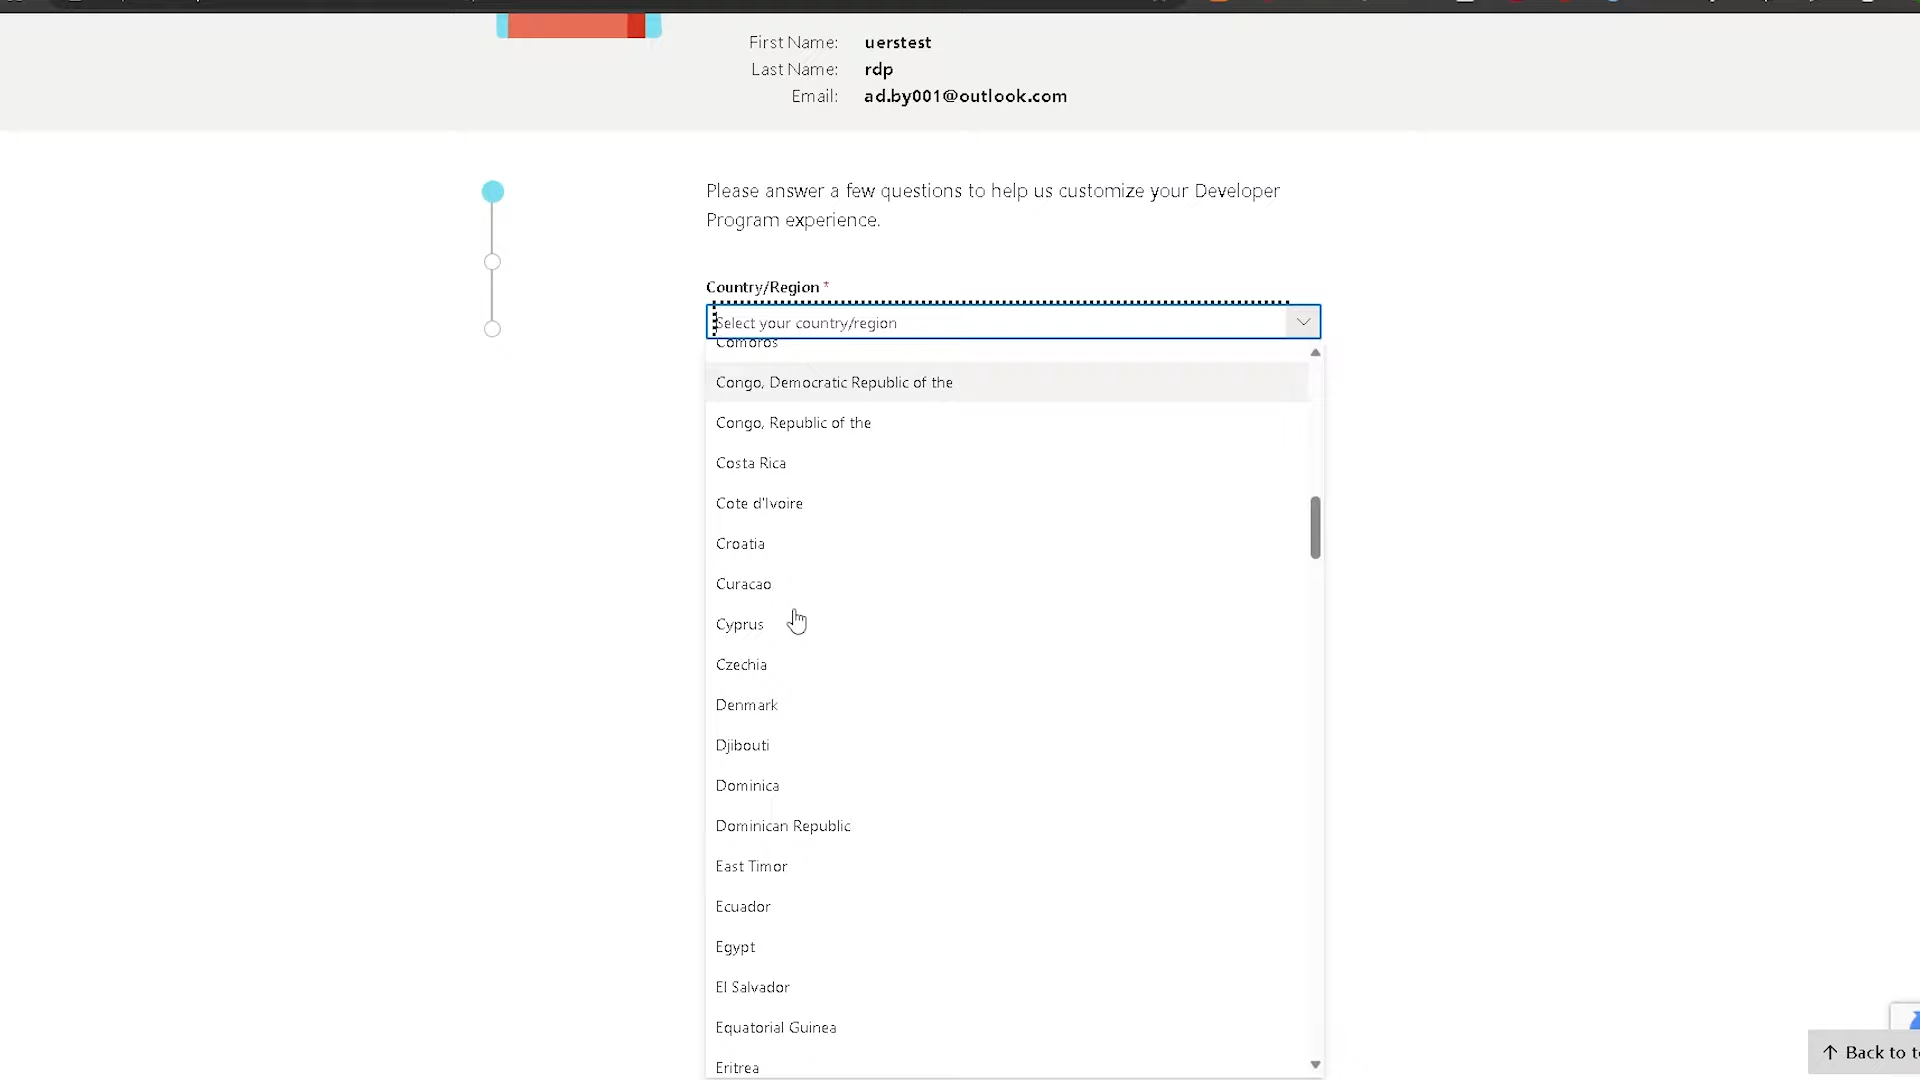 First Name: uerstest
Last Name: rdp
Email: ad.by001@outlook.com
Please answer a few questions to help us customize your Developer
Program experience.
Country/Region *
Select your country/region
Comoros
Congo, Democratic Republic of the
Congo, Republic of the
Costa Rica
Cote d'Ivoire
Croatia
Curacao
Cyprus
Czechia
Denmark
Djibouti
Dominica
Dominican Republic
East Timor
Ecuador
Egypt
El Salvador
Equatorial Guinea
Eritrea
Back to